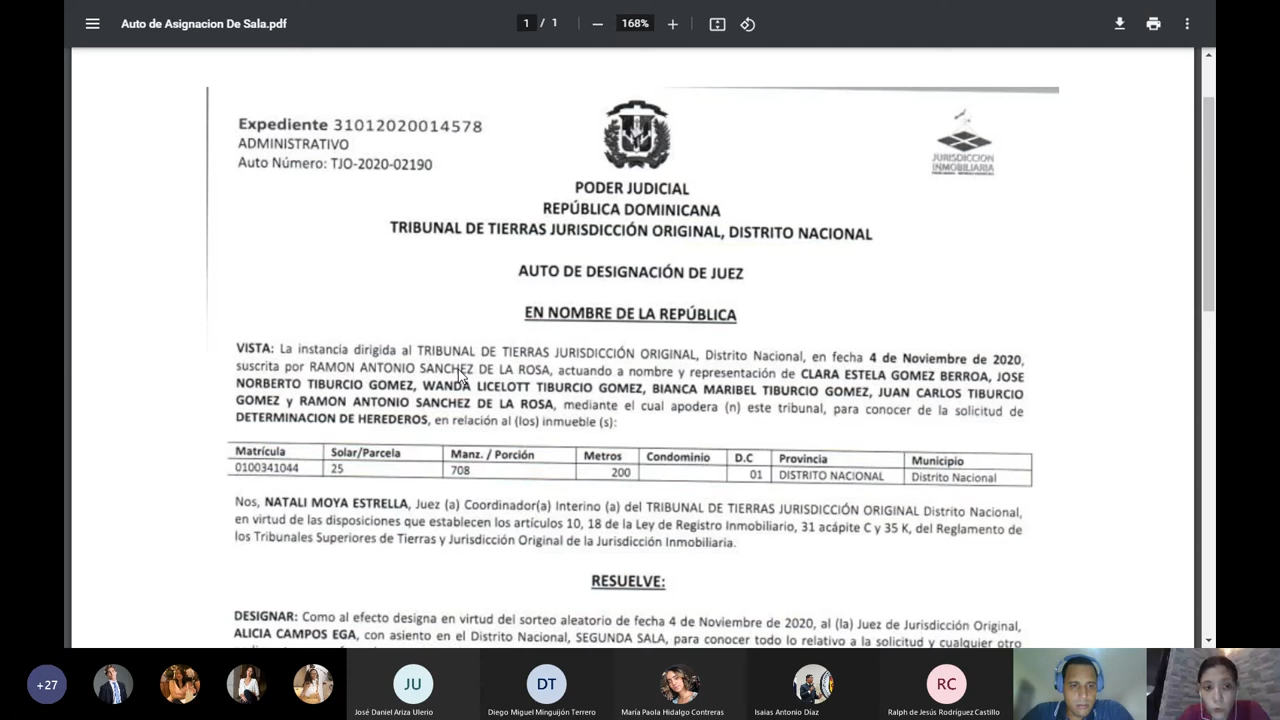 Auto de Asignacion De Sala.pdf
1 / 1
168%
Expediente 31012020014578
ADMINISTRATIVO
Auto Número: TJO-2020-02190
JURISDICCION
INMOBILIARIA
PODER JUDICIAL
REPÚBLICA DOMINICANA
TRIBUNAL DE TIERRAS JURISDICCIÓN ORIGINAL, DISTRITO NACIONAL
AUTO DE DESIGNACIÓN DE JUEZ
EN NOMBRE DE LA REPÚBLICA
VISTA: La instancia dirigida al TRIBUNAL DE TIERRAS JURISDICCIÓN ORIGINAL, Distrito Nacional, en fecha 4 de Noviembre de 2020,
suscrita por RAMON ANTONIO SANCHEZ DE LA ROSA, actuando a nombre y representación de CLARA ESTELA GOMEZ BERROA, JOSE
NORBERTO TIBURCIO GOMEZ, WANDA LICELOTT TIBURCIO GOMEZ, BIANCA MARIBEL TIBURCIO GOMEZ, JUAN CARLOS TIBURCIO
GOMEZ y RAMON ANTONIO SANCHEZ DE LA ROSA, mediante el cual apodera (n) este tribunal, para conocer de la solicitud de
DETERMINACION DE HEREDEROS, en relación al (los) inmueble (s):
Matrícula Solar/Parcela Manz. / Porción Metros Condominio D.C Provincia Municipio
0100341044 25 708 200 01 DISTRITO NACIONAL Distrito Nacional
Nos, NATALI MOYA ESTRELLA, Juez (a) Coordinador(a) Interino (a) del TRIBUNAL DE TIERRAS JURISDICCIÓN ORIGINAL Distrito Nacional,
en virtud de las disposiciones que establecen los artículos 10, 18 de la Ley de Registro Inmobiliario, 31 acápite C y 35 K, del Reglamento de
los Tribunales Superiores de Tierras y Jurisdicción Original de la Jurisdicción Inmobiliaria.
RESUELVE:
DESIGNAR: Como al efecto designa en virtud del sorteo aleatorio de fecha 4 de Noviembre de 2020, al (la) Juez de Jurisdicción Original,
ALICIA CAMPOS EGA, con asiento en el Distrito Nacional, SEGUNDA SALA, para conocer todo lo relativo a la solicitud y cualquier otro
+27
JU
DT
RC
José Daniel Ariza Ulerio
Diego Miguel Minguijón Terrero
María Paola Hidalgo Contreras
Isaias Antonio Díaz
Ralph de Jesús Rodríguez Castillo